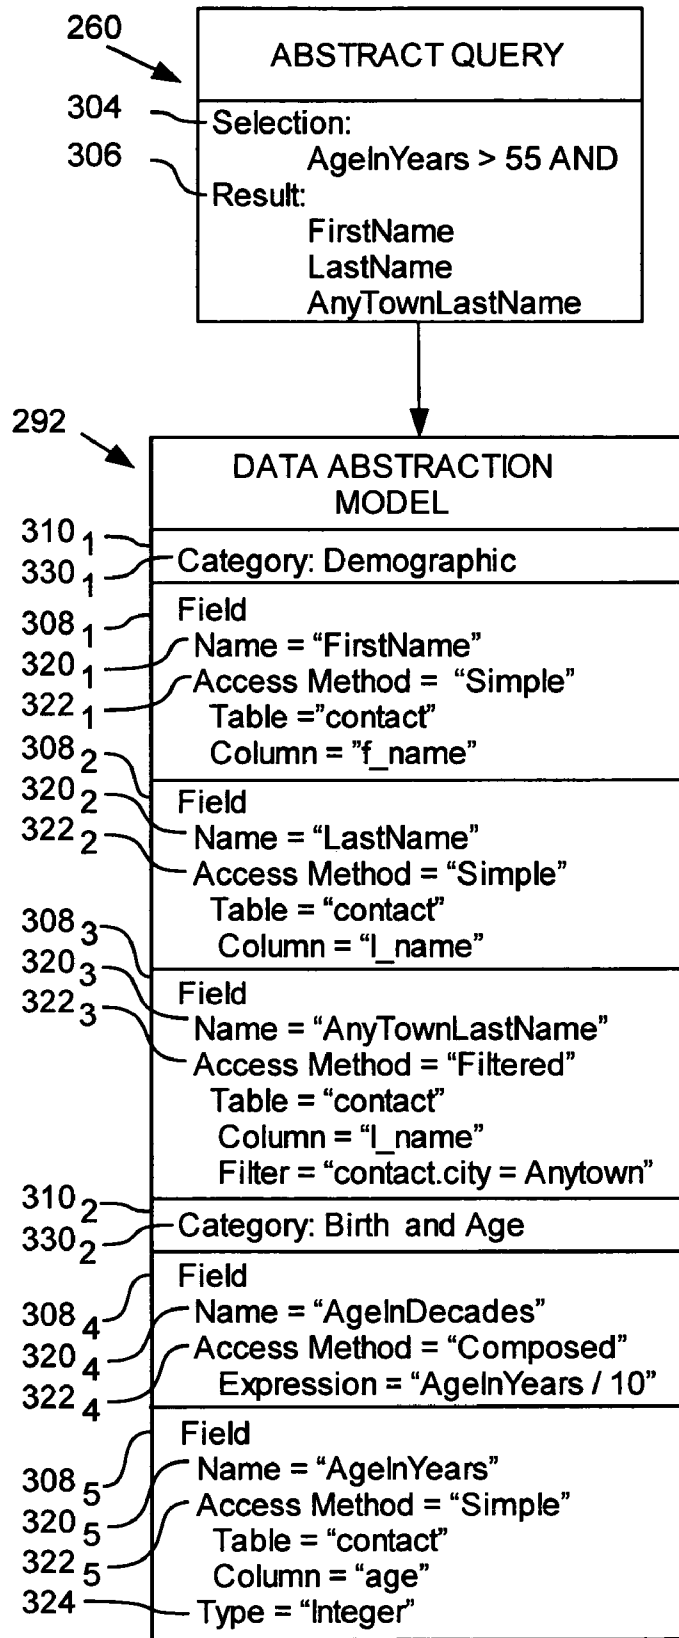 260
ABSTRACT QUERY
304
Selection:
306
AgeInYears > 55 AND
Result:
FirstName
LastName
AnyTownLastName
292
DATA ABSTRACTION
MODEL
310 1
330 1
Category: Demographic
308 1
Field
320 1
Name = “FirstName”
322 1
Access Method = “Simple”
Table =”contact”
Column = ”f_name”
308 2
320 2
Field
322 2
Name = “LastName”
Access Method = “Simple”
Table = “contact”
308 3
Column = “l_name”
320 3
322 3
Field
Name = “AnyTownLastName”
Access Method = “Filtered”
Table = “contact”
Column = “l_name”
Filter = “contact.city = Anytown”
310 2
330 2
Category: Birth and Age
308 4
Field
320 4
Name = “AgeInDecades”
322 4
Access Method = “Composed”
Expression = “AgeInYears / 10”
308 5
Field
320 5
Name = “AgeInYears”
322 5
Access Method = “Simple”
Table = “contact”
Column = “age”
324
Type = “Integer”